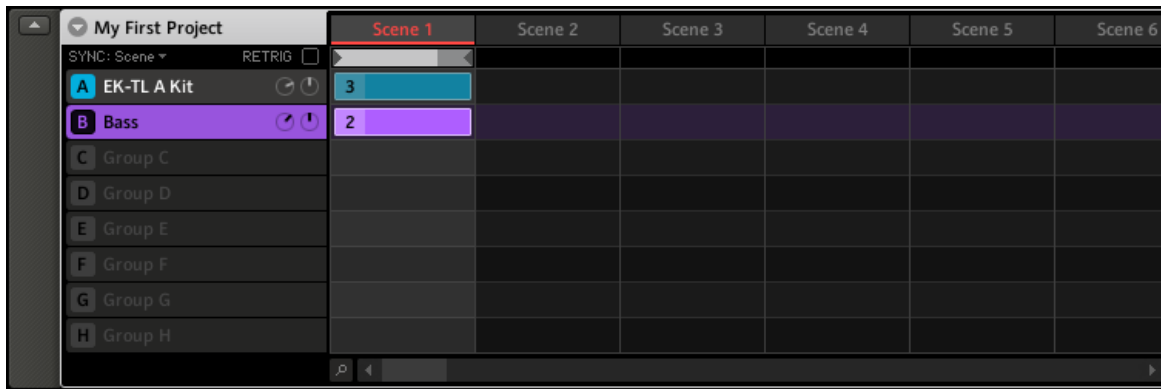 My First Project
Scene 1 Scene 2 Scene 3 Scene 4 Scene 5 Scene 6
SYNC: Scene RETRIG
A EK-TL A Kit 3
B Bass 2
C Group C
D Group D
E Group E
F Group F
G Group G
H Group H